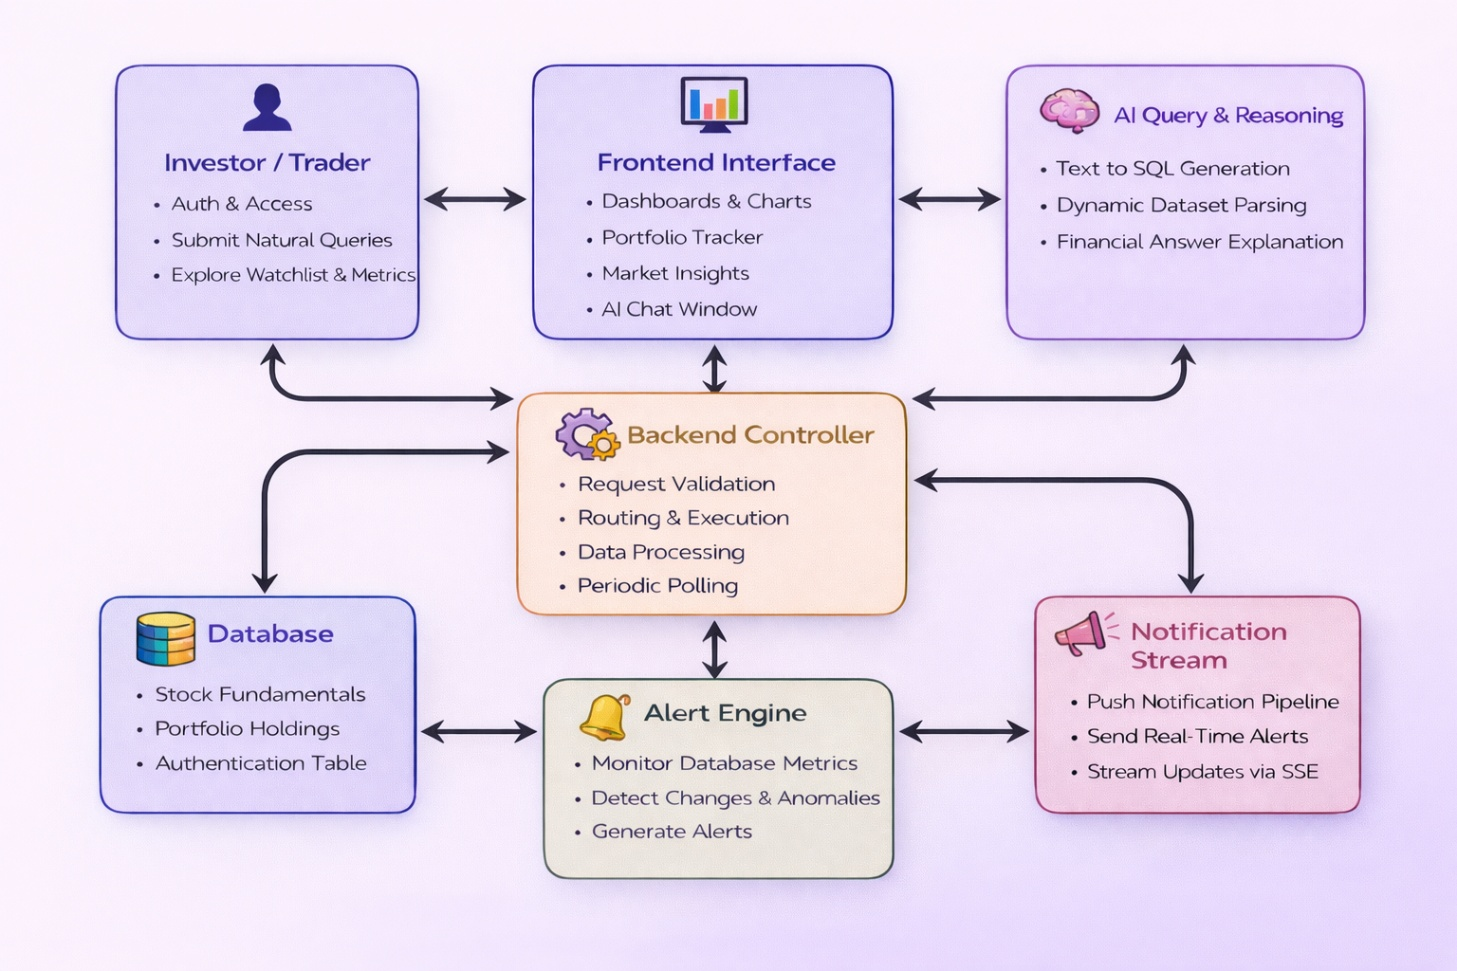 Investor / Trader
• Auth & Access
• Submit Natural Queries
• Explore Watchlist & Metrics
Frontend Interface
• Dashboards & Charts
• Portfolio Tracker
• Market Insights
• AI Chat Window
AI Query & Reasoning
• Text to SQL Generation
• Dynamic Dataset Parsing
• Financial Answer Explanation
Backend Controller
• Request Validation
• Routing & Execution
• Data Processing
• Periodic Polling
Database
• Stock Fundamentals
• Portfolio Holdings
• Authentication Table
Alert Engine
• Monitor Database Metrics
• Detect Changes & Anomalies
• Generate Alerts
Notification
Stream
• Push Notification Pipeline
• Send Real-Time Alerts
• Stream Updates via SSE